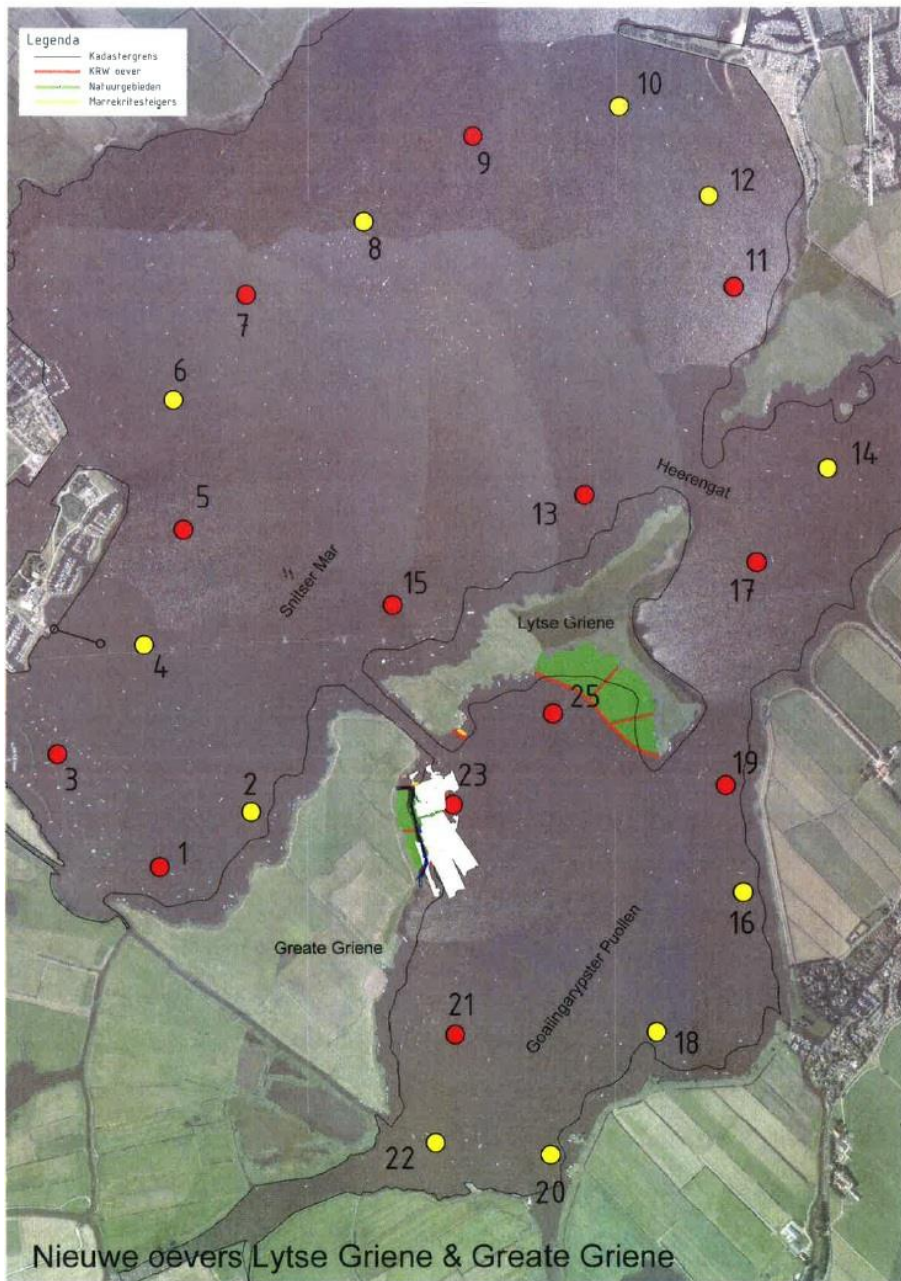 Legenda
Kadastergrens
KRW oever
Natuurgebieden
Marrekritesteigers
10
9
12
8
11
7
6
14
Heerengat
5
13
17
Snitser Mar
15
Lytse Griene
4
25
3
2
23
19
1
16
Greate Griene
Goaiingarypster Puollen
21
18
22
20
Nieuwe oevers Lytse Griene & Greate Griene